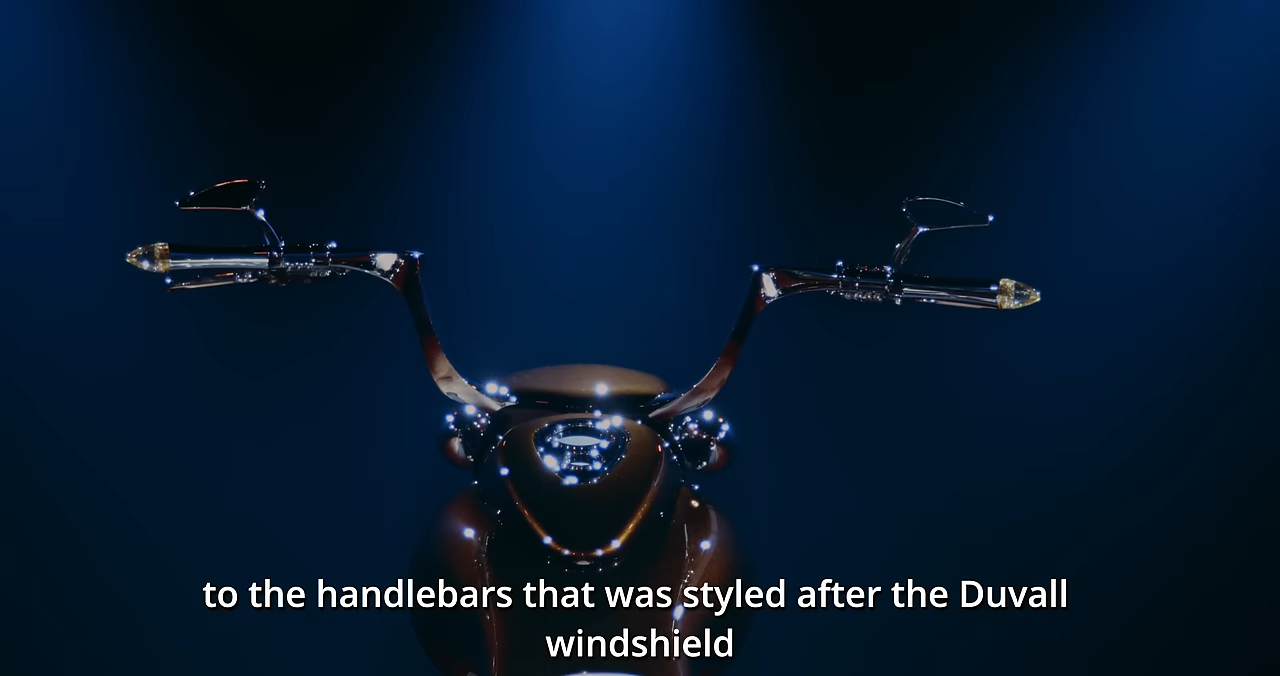 to the handlebars that was styled after the Duvall
windshield